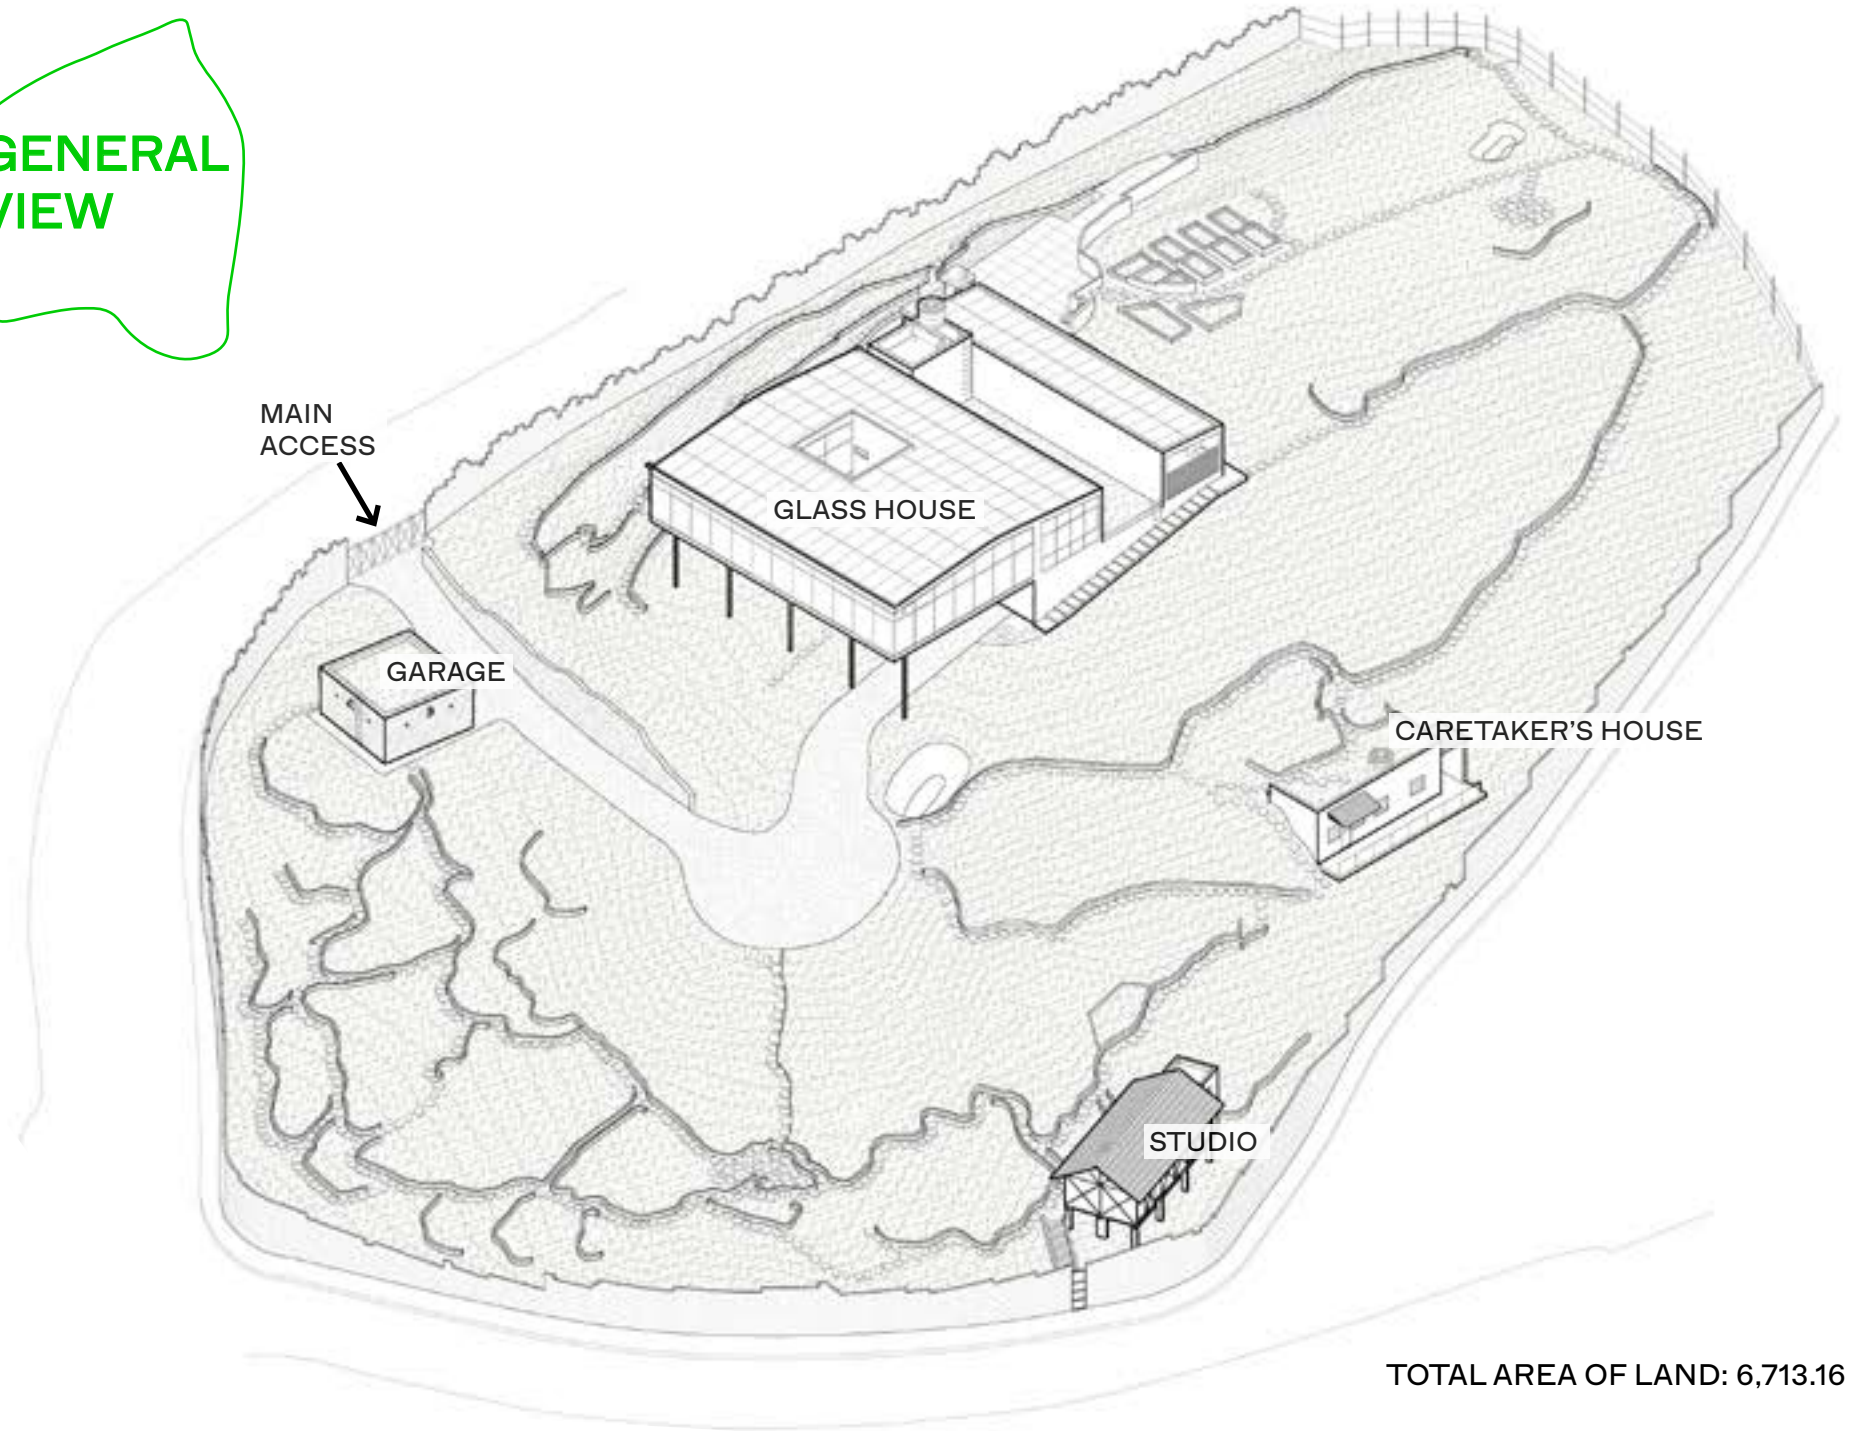 GENERAL
VIEW
MAIN
ACCESS
GLASS HOUSE
GARAGE
CARETAKER'S HOUSE
STUDIO
TOTAL AREA OF LAND: 6,713.16